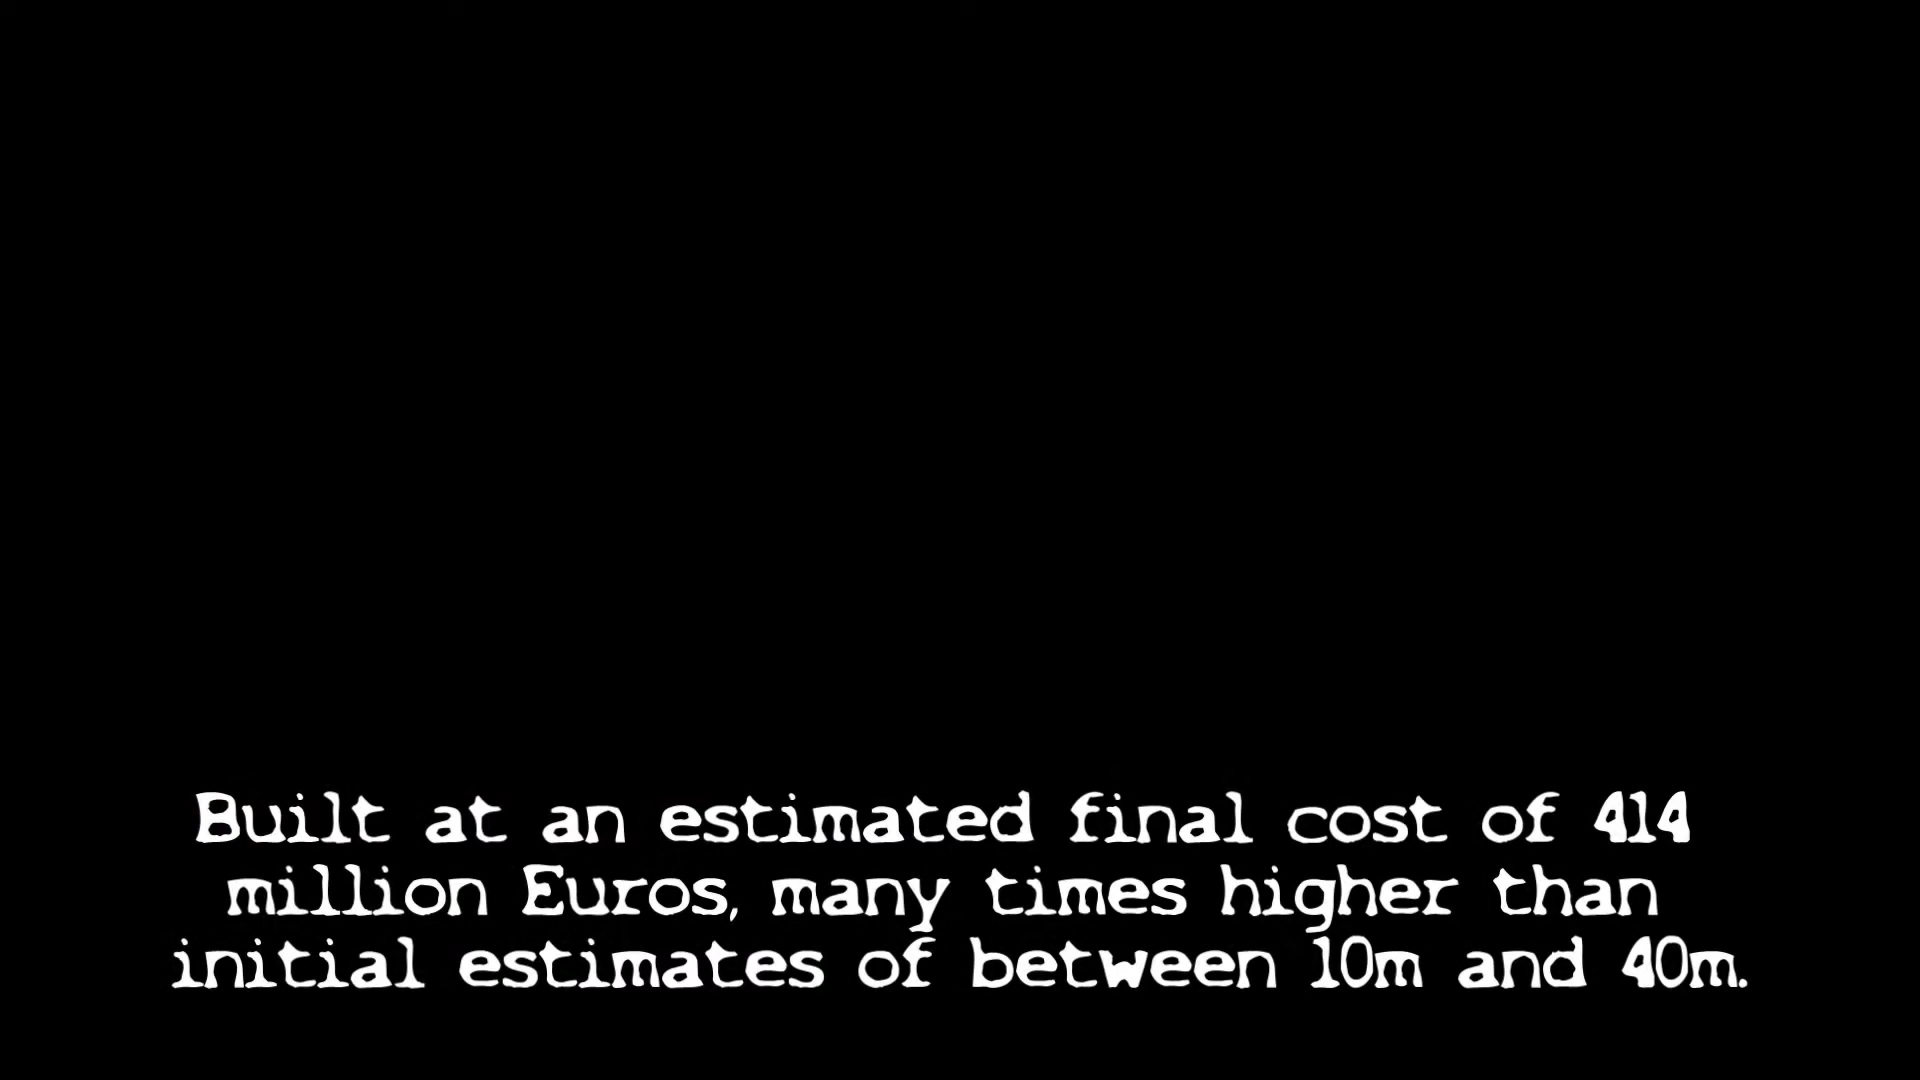 Built at an estimated final cost of 414
million Euros, many times higher than
initial estimates of between 10m and 40m.